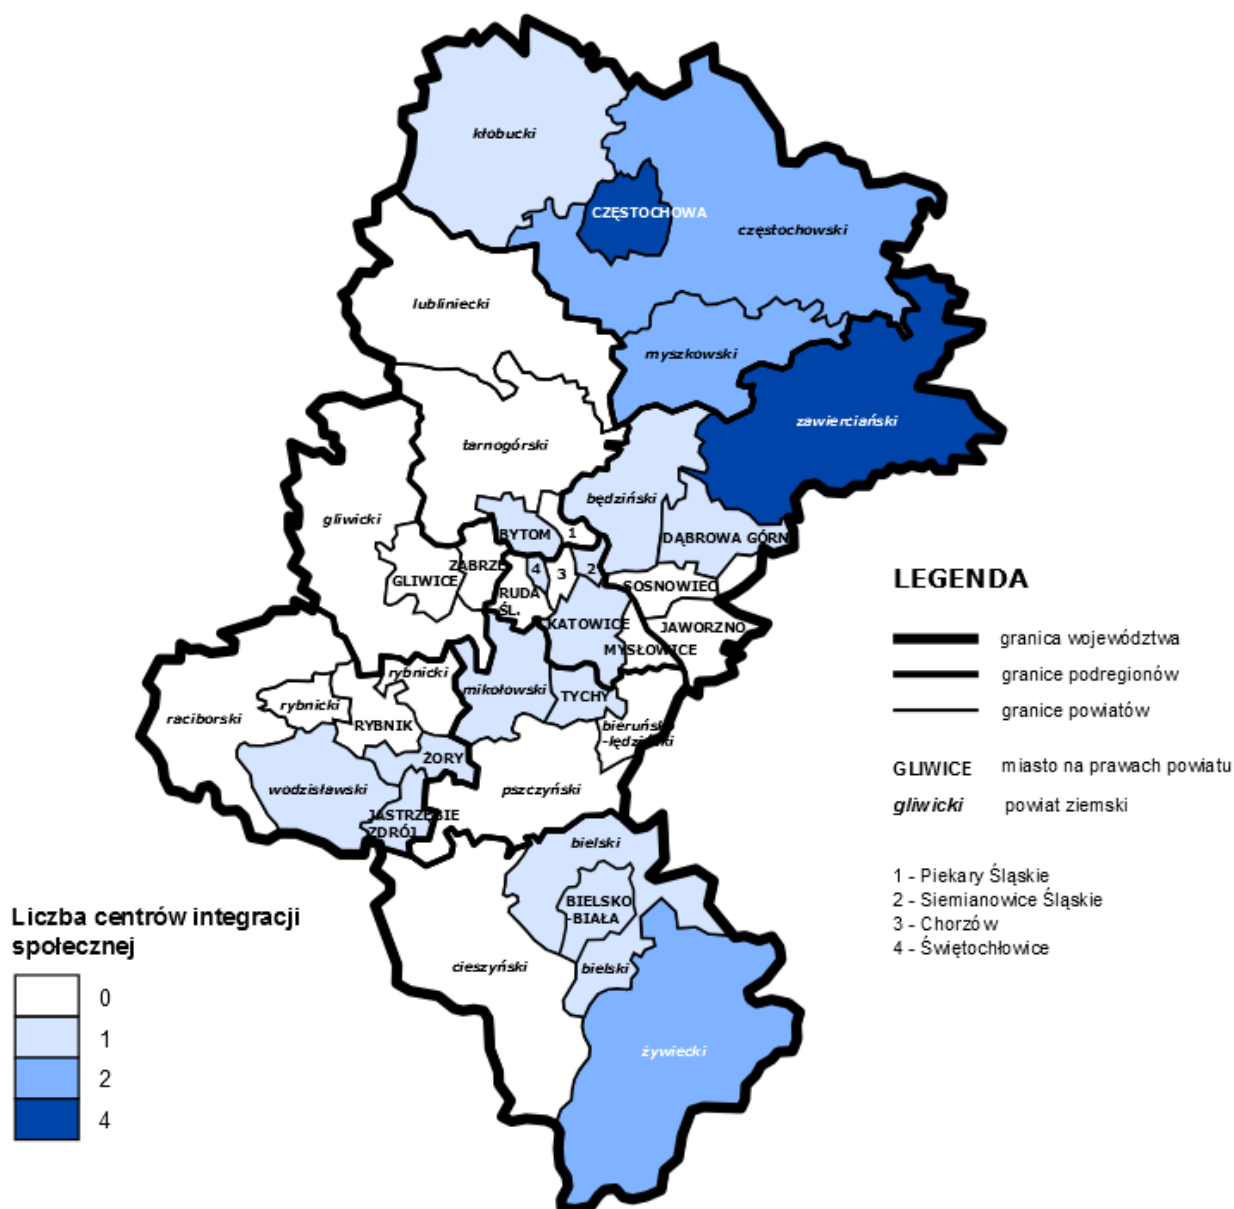 kłobucki
CZĘSTOCHOWA
częstochowski
lubliniecki
myszkowski
zawierciański
tarnogórski
będziński
gliwicki
BYTOM
1
DĄBROWA GÓRN
ZABRZE
GLIWICE
4
3
2
RUDA
ŚL.
SOSNOWIEC
KATOWICE
JAWORZNO
MYSŁOWICE
rybnicki
mikołowski
TYCHY
raciborski
rybnicki
RYBNIK
bieruńsko
-lędziński
ŻORY
wodzisławski
pszczyński
JASTRZĘBIE
ZDRÓJ
bielski
BIELSKO
-BIAŁA
cieszyński
bielski
żywiecki
LEGENDA
granica województwa
granice podregionów
granice powiatów
GLIWICE miasto na prawach powiatu
gliwicki powiat ziemski
1 - Piekary Śląskie
2 - Siemianowice Śląskie
3 - Chorzów
4 - Świętochłowice
Liczba centrów integracji
społecznej
0
1
2
4